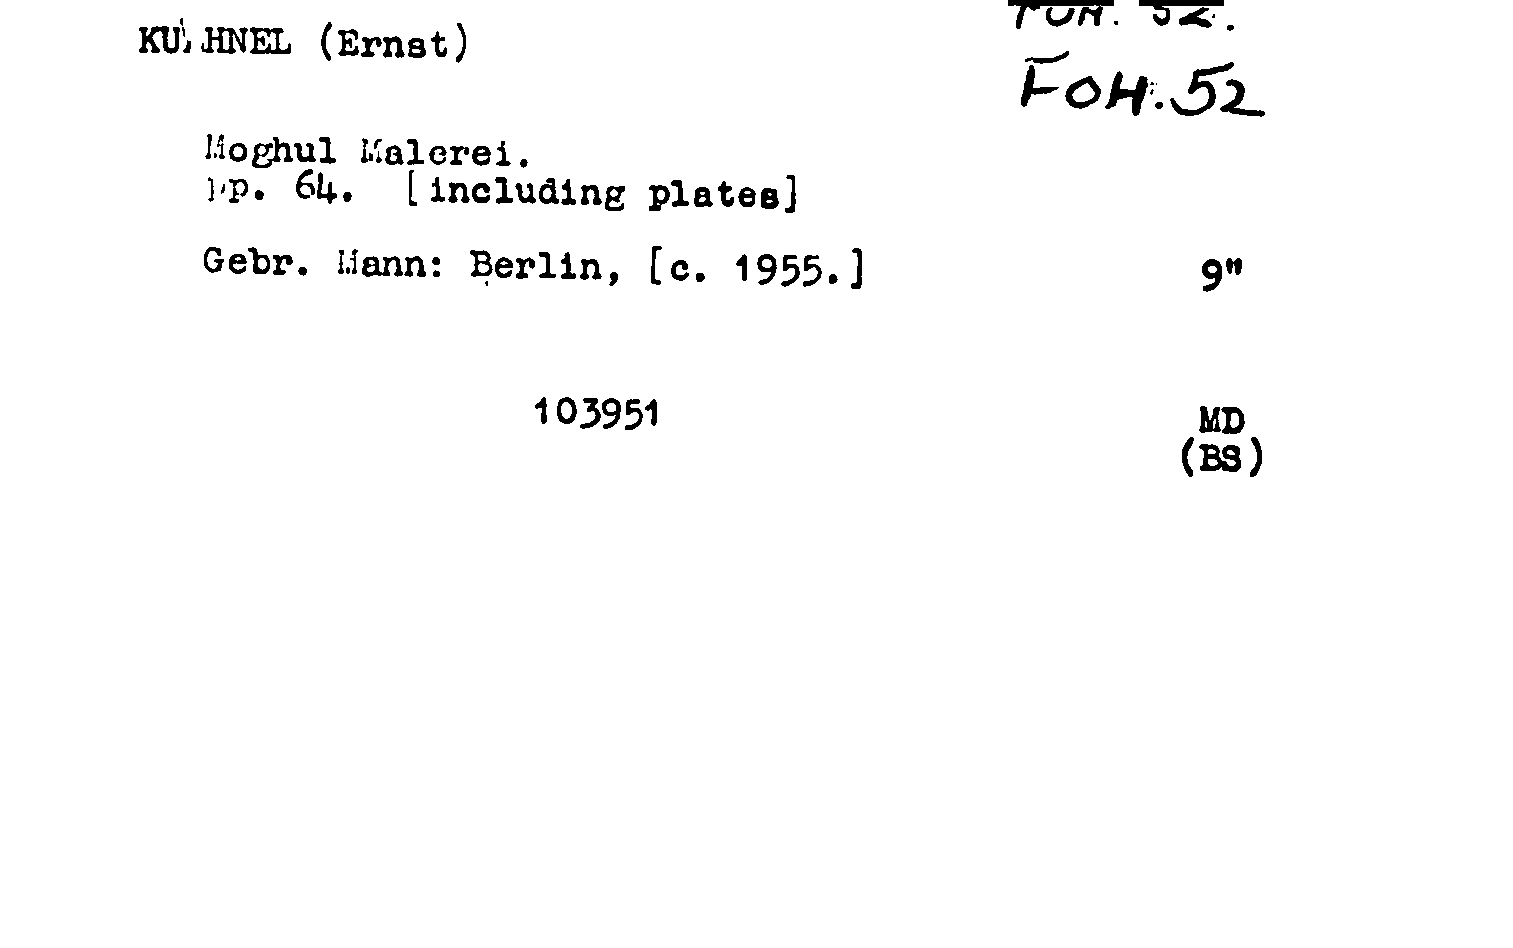 FOH. 52.
KUEHNEL (Ernst)
FOH.52
Moghul Malerei.
pp. 64. [including plates]
Gebr. Mann: Berlin, [c. 1955.]
9"
103951
MD
(BS)